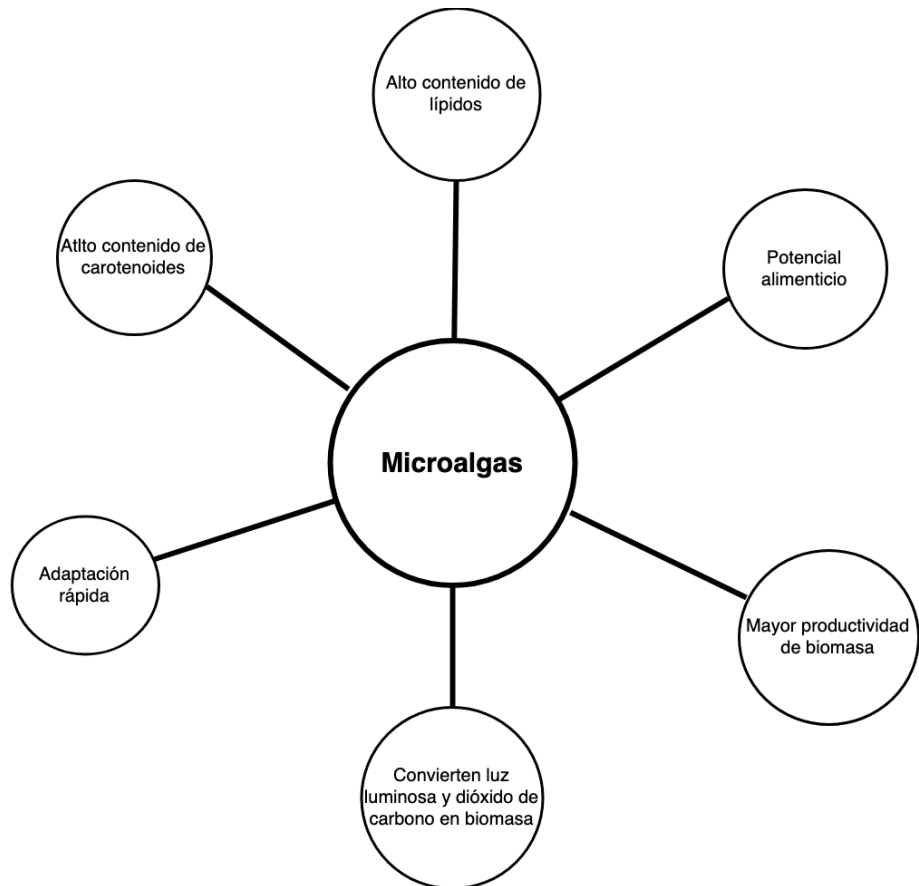 Alto contenido de
lípidos
Atlto contenido de
carotenoides
Potencial
alimenticio
Microalgas
Adaptación
rápida
Mayor productividad
de biomasa
Convierten luz
luminosa y dióxido de
carbono en biomasa